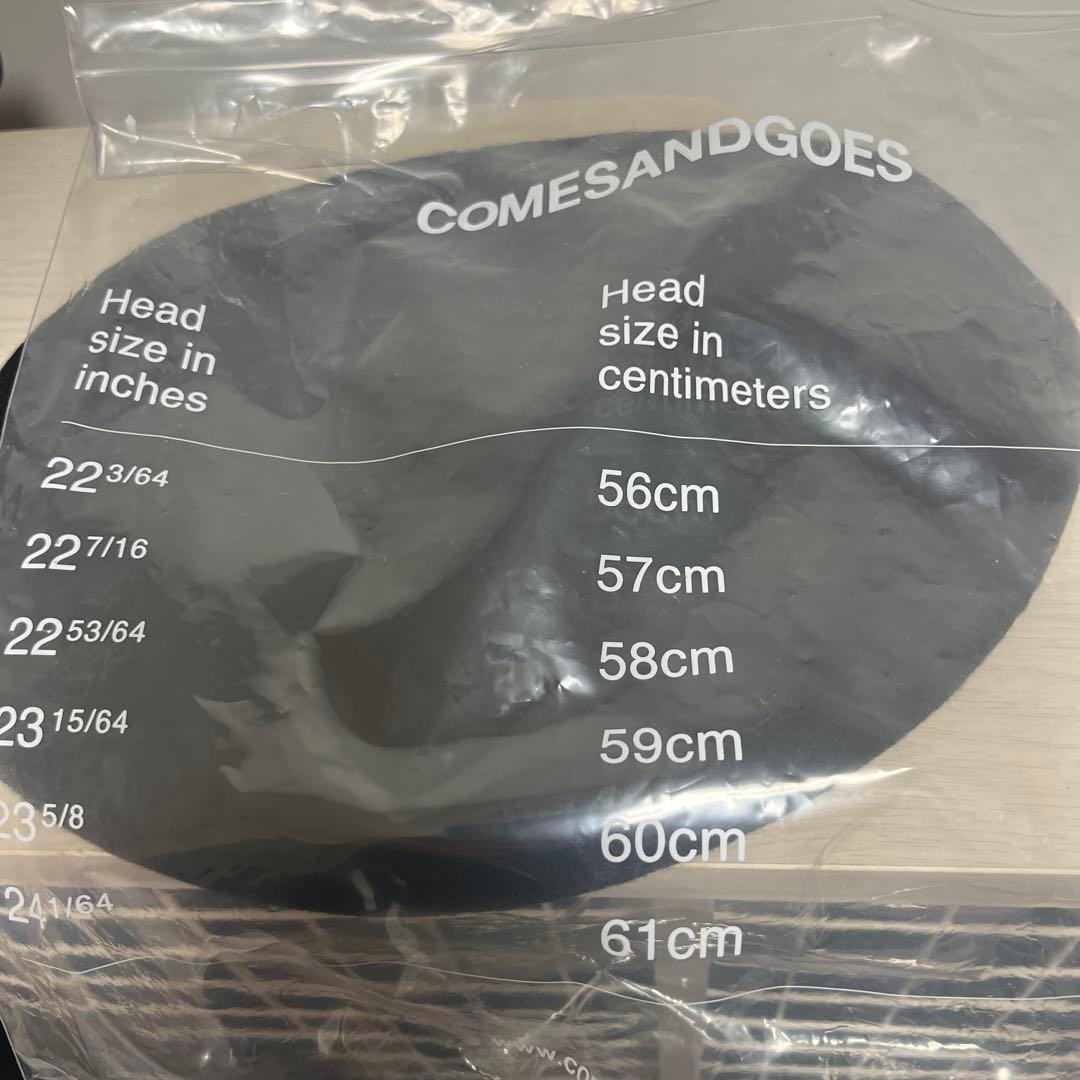 COMESANDGOES
Head
size in
inches
Head
size in
centimeters
22 3/64
56cm
22 7/16
57cm
22 53/64
58cm
23 15/64
59cm
23 5/8
60cm
24 1/64
61cm